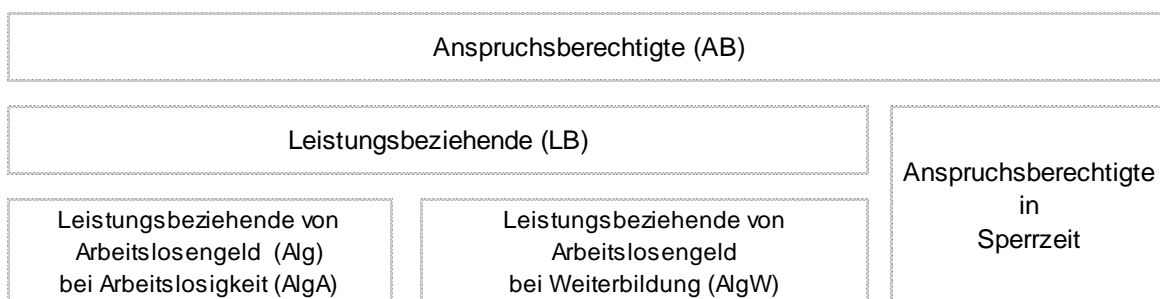 Anspruchsberechtigte (AB)
Leistungsbeziehende (LB)
Anspruchsberechtigte
in
Sperrzeit
Leistungsbeziehende von
Arbeitslosengeld (Alg)
bei Arbeitslosigkeit (AlgA)
Leistungsbeziehende von
Arbeitslosengeld
bei Weiterbildung (AlgW)